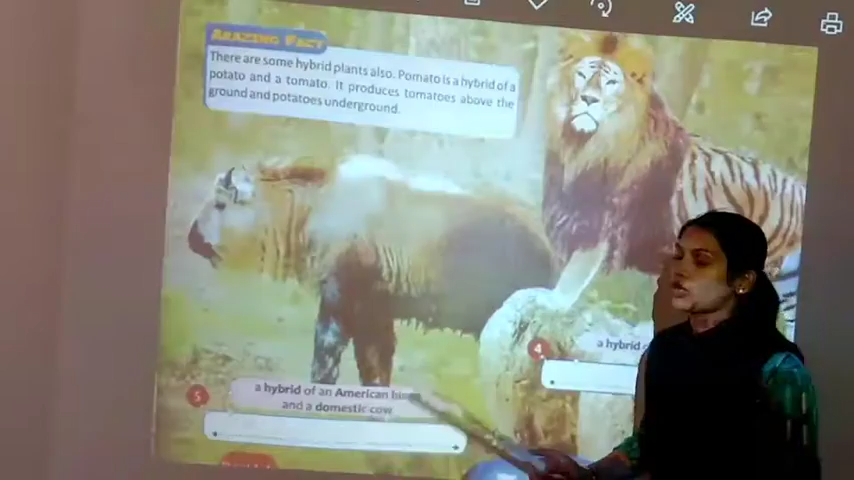 AMAZING FACT
There are some hybrid plants also. Pomato is a hybrid of a
potato and a tomato. It produces tomatoes above the
ground and potatoes underground.
4
a hybrid
5
a hybrid of an American
and a domestic cow